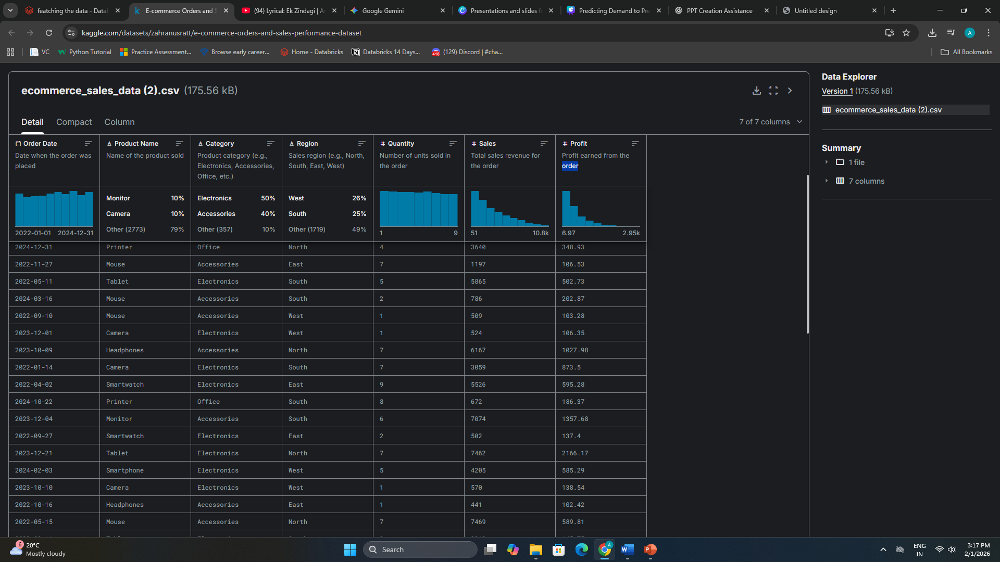 featching the data - Datab
E-commerce Orders and S
(94) Lyrical: Ek Zindagi | A
Google Gemini
Presentations and slides f
Predicting Demand to Pre
PPT Creation Assistance
Untitled design
kaggle.com/datasets/zahranusratt/e-commerce-orders-and-sales-performance-dataset
A
VC
Python Tutorial
Practice Assessment...
Browse early career...
Home - Databricks
Databricks 14 Days...
(129) Discord | #cha...
All Bookmarks
ecommerce_sales_data (2).csv (175.56 kB)
Detail Compact Column
7 of 7 columns
Order Date Product Name Category Region Quantity Sales Profit
Date when the order was placed
Name of the product sold
Product category (e.g., Electronics, Accessories, Office, etc.)
Sales region (e.g., North, South, East, West)
Number of units sold in the order
Total sales revenue for the order
Profit earned from the order
2022-01-01 2024-12-31
Monitor 10%
Camera 10%
Other (2773) 79%
Electronics 50%
Accessories 40%
Other (357) 10%
West 26%
South 25%
Other (1719) 49%
1 9
51 10.8k
6.97 2.95k
2024-12-31 Printer Office North 4 3640 348.93
2022-11-27 Mouse Accessories East 7 1197 106.53
2022-05-11 Tablet Electronics South 5 5865 502.73
2024-03-16 Mouse Accessories South 2 786 202.87
2022-09-10 Mouse Accessories West 1 509 103.28
2023-12-01 Camera Electronics West 1 524 106.35
2023-10-09 Headphones Accessories North 7 6167 1027.98
2022-01-14 Camera Electronics South 7 3059 873.5
2022-04-02 Smartwatch Electronics East 9 5526 595.28
2024-10-22 Printer Office South 8 672 186.37
2023-12-04 Monitor Accessories South 6 7074 1357.68
2022-09-27 Smartwatch Electronics East 2 502 137.4
2023-12-21 Tablet Electronics North 7 7462 2166.17
2024-02-03 Smartphone Electronics West 5 4205 585.29
2023-10-10 Camera Electronics West 1 570 138.54
2022-10-16 Headphones Accessories East 1 441 102.42
2022-05-15 Mouse Accessories North 7 7469 589.81
Data Explorer
Version 1 (175.56 kB)
ecommerce_sales_data (2).csv
Summary
1 file
7 columns
6
20°C
Mostly cloudy
Search
ENG
IN
3:17 PM
2/1/2026